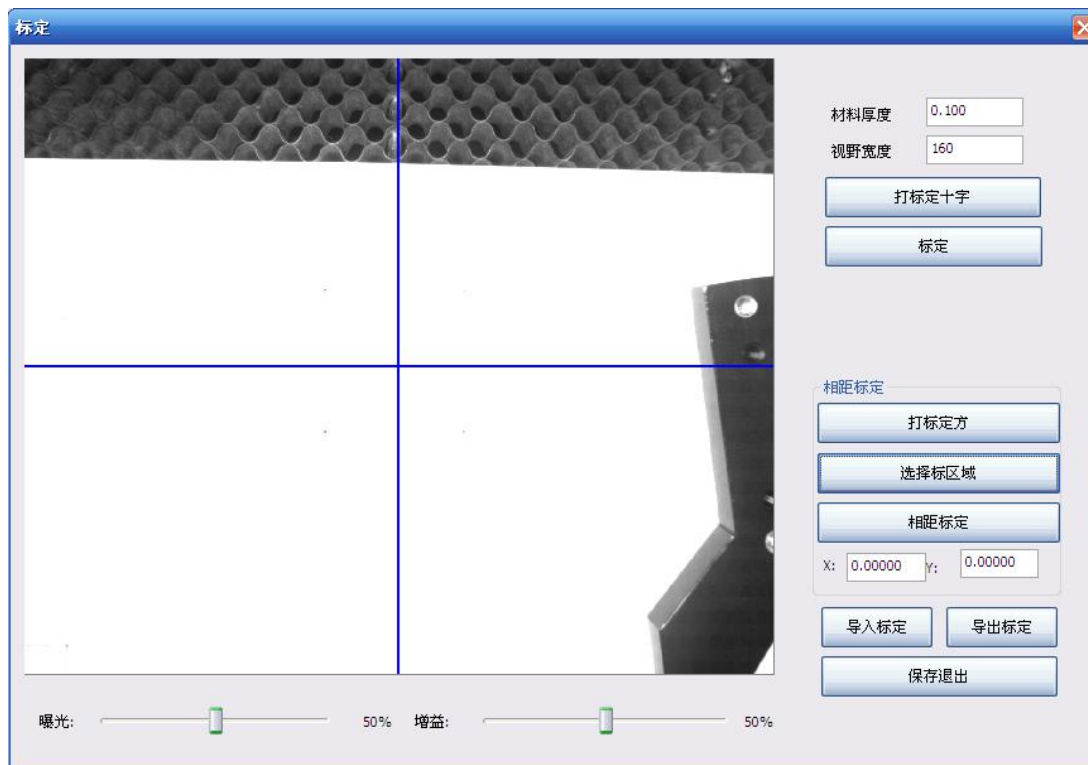 标定
材料厚度 0.100
视野宽度 160
打标定十字
标定
相距标定
打标定方
选择标区域
相距标定
X: 0.00000 Y: 0.00000
导入标定 导出标定
保存退出
曝光: 50% 增益: 50%